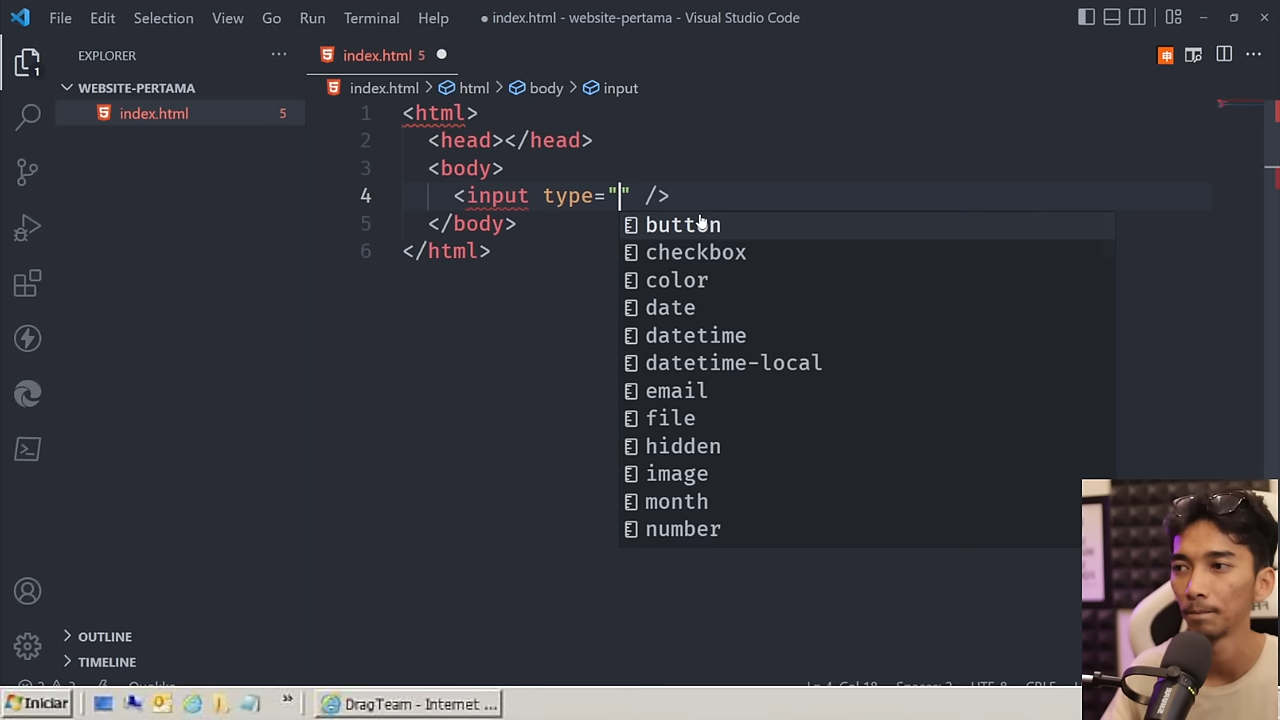 File Edit Selection View Go Run Terminal Help
● index.html - website-pertama - Visual Studio Code
EXPLORER
index.html 5
WEBSITE-PERTAMA
index.html > html > body > input
index.html 5
1 <html>
2 <head></head>
3 <body>
4 <input type="" />
5 </body>
6 </html>
button
checkbox
color
date
datetime
datetime-local
email
file
hidden
image
month
number
OUTLINE
TIMELINE
Iniciar
DragTeam - Internet ...